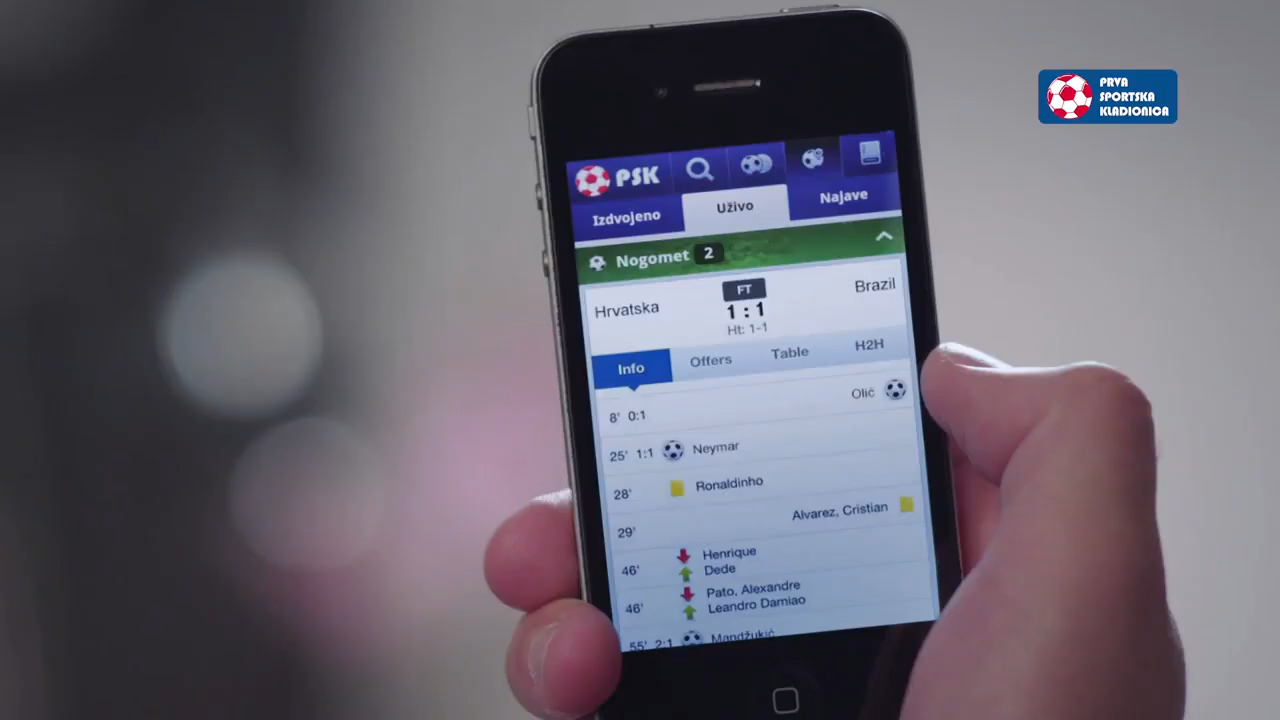 PRVA
SPORTSKA
KLADIONICA
PSK
Izdvojeno Uživo Najave
Nogomet 2
Hrvatska FT Brazil
1 : 1
Ht: 1-1
Info Offers Table H2H
8' 0:1 Olić
25' 1:1 Neymar
28' Ronaldinho
29' Alvarez, Cristian
46' Henrique
Dede
46' Pato, Alexandre
Leandro Damiao
55' 2:1 Mandžukić